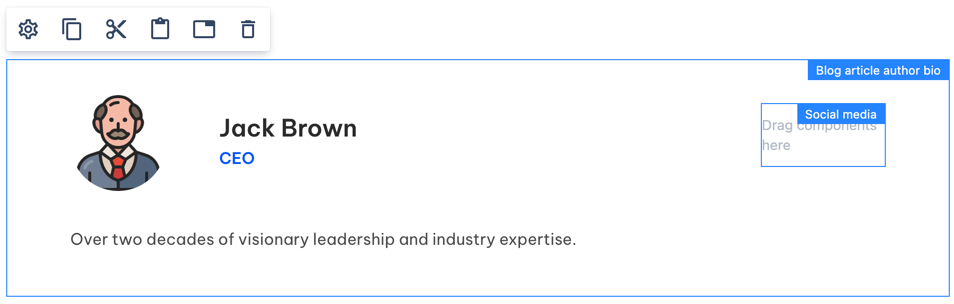 Blog article author bio
Social media
Drag components
here
Jack Brown
CEO
Over two decades of visionary leadership and industry expertise.